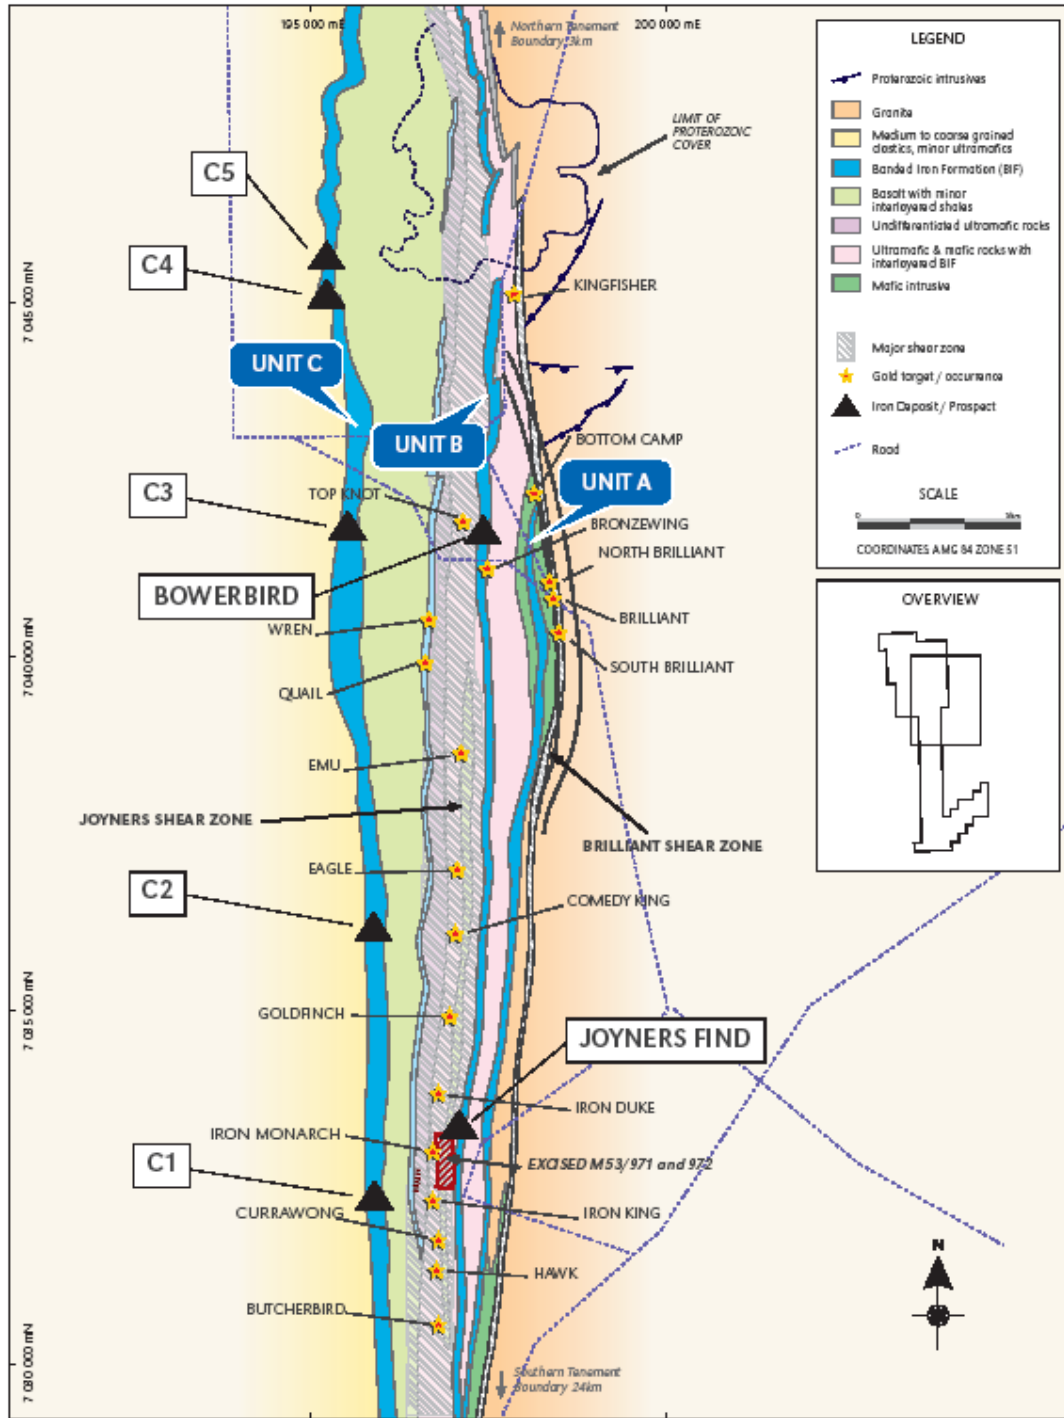 195 000 mE
Northern Tenement
Boundary 3km
200 000 mE
LIMIT OF
PROTEROZOIC
COVER
C5
C4
7 045 000 mN
KINGFISHER
UNIT C
UNIT B
BOTTOM CAMP
UNIT A
C3
TOP KNOT
BRONZEWING
NORTH BRILLIANT
BOWERBIRD
BRILLIANT
WREN
7 040 000 mN
SOUTH BRILLIANT
QUAIL
EMU
JOYNERS SHEAR ZONE
BRILLIANT SHEAR ZONE
EAGLE
C2
COMEDY KING
7 035 000 mN
GOLDFINCH
JOYNERS FIND
IRON DUKE
IRON MONARCH
C1
EXCISED M53/971 and 972
CURRAWONG
IRON KING
HAWK
BUTCHERBIRD
7 030 000 mN
Southern Tenement
Boundary 24km
LEGEND
Proterozoic intrusives
Granite
Medium to coarse grained
clastics, minor ultramafics
Banded Iron Formation (BIF)
Basalt with minor
interlayered shales
Undifferentiated ultramafic rocks
Ultramafic & mafic rocks with
interlayered BIF
Mafic intrusive
Major shear zone
Gold target / occurrence
Iron Deposit / Prospect
Road
SCALE
0
COORDINATES AMG 84 ZONE 51
OVERVIEW
N